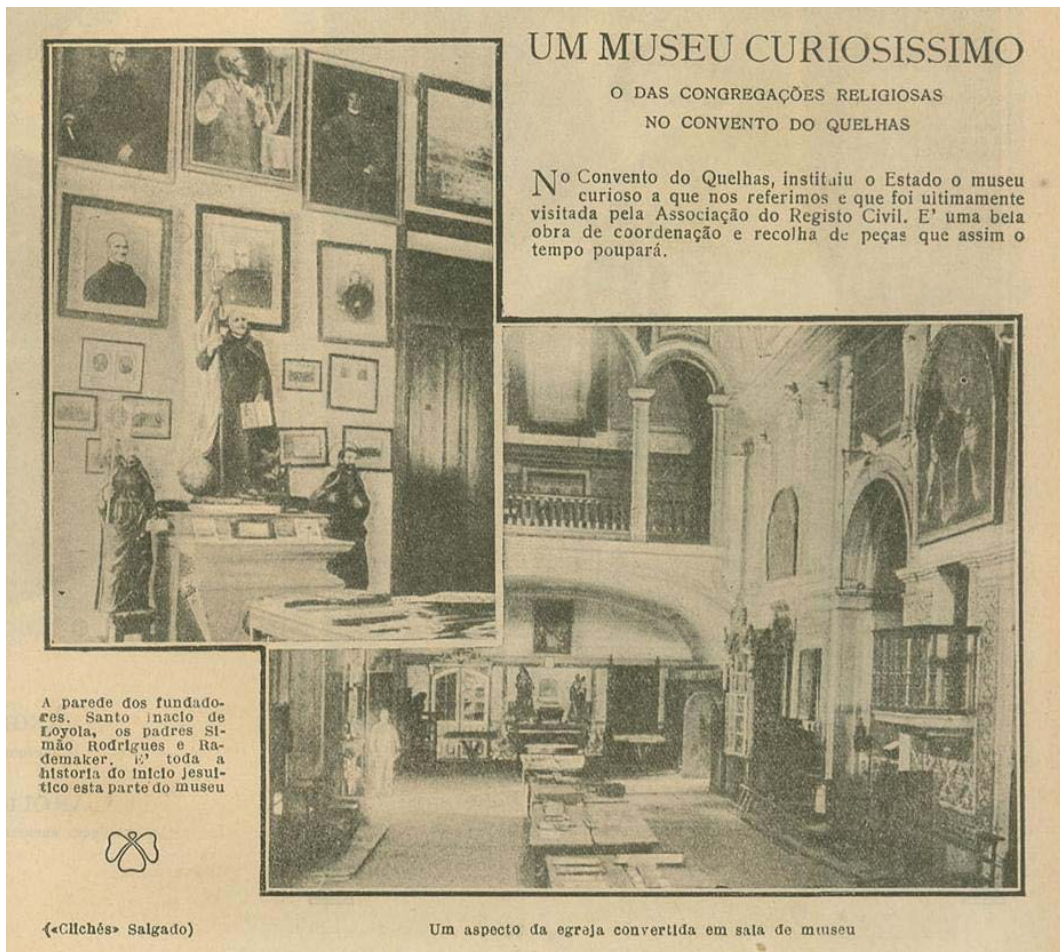 UM MUSEU CURIOSISSIMO
O DAS CONGREGAÇÕES RELIGIOSAS
NO CONVENTO DO QUELHAS
No Convento do Quelhas, instituiu o Estado o museu
curioso a que nos referimos e que foi ultimamente
visitada pela Associação do Registo Civil. E' uma bela
obra de coordenação e recolha de peças que assim o
tempo poupará.
A parede dos fundado-
res. Santo Inacio de
Loyola, os padres Si-
mão Rodrigues e Ra-
demaker. E' toda a
historia do inicio jesui-
tico esta parte do museu
(«Clichés» Salgado)
Um aspecto da egreja convertida em sala de museu